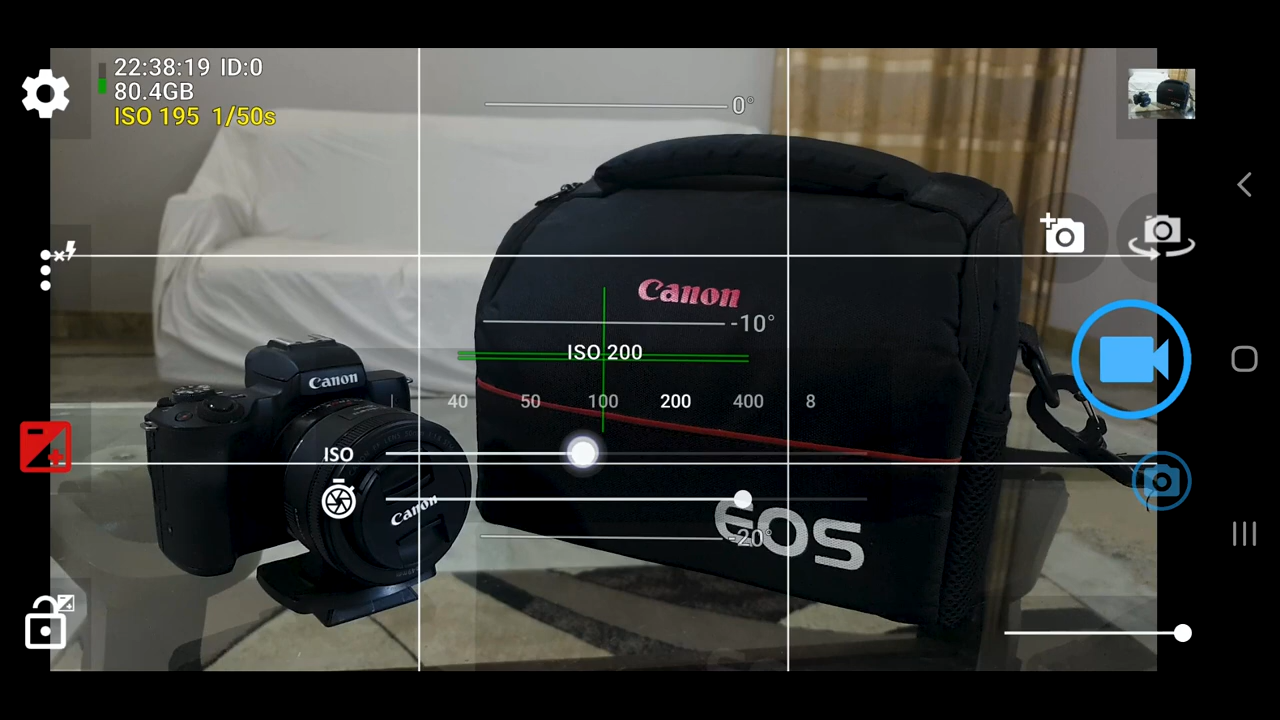 22:38:19 ID:0
80.4GB
ISO 195 1/50s
0°
Canon
-10°
ISO 200
Canon
40 50 100 200 400 8
ISO
Canon
EOS
-20°